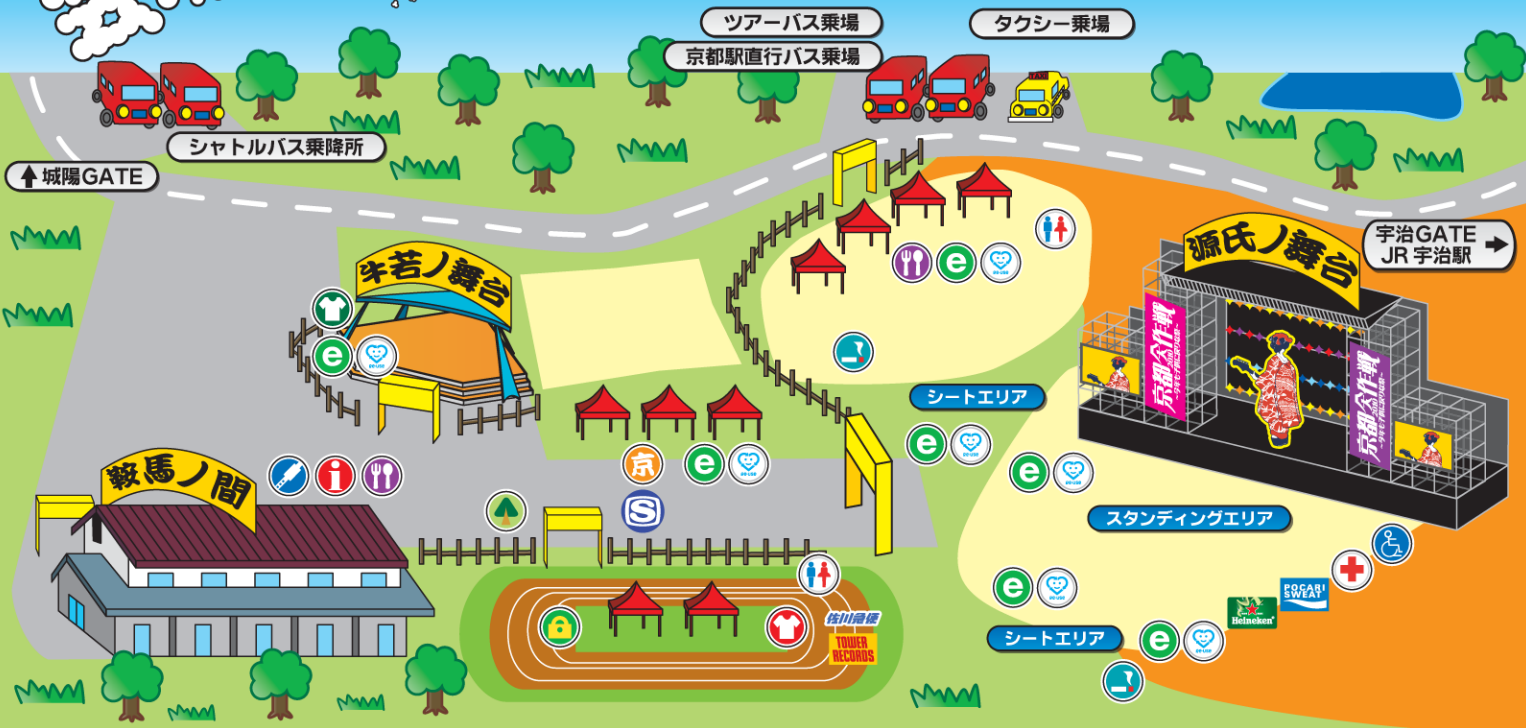 ツアーバス乗場
タクシー乗場
京都駅直行バス乗場
TAXI
シャトルバス乗降所
城陽GATE
宇治GATE
JR 宇治駅
源氏ノ舞台
牛若ノ舞台
e
e
京都大作戦
京都大作戦
シートエリア
e
京
e
e
鞍馬ノ間
i
S
スタンディングエリア
e
POCARI
SWEAT
Heineken
佐川急便
TOWER
RECORDS
シートエリア
e